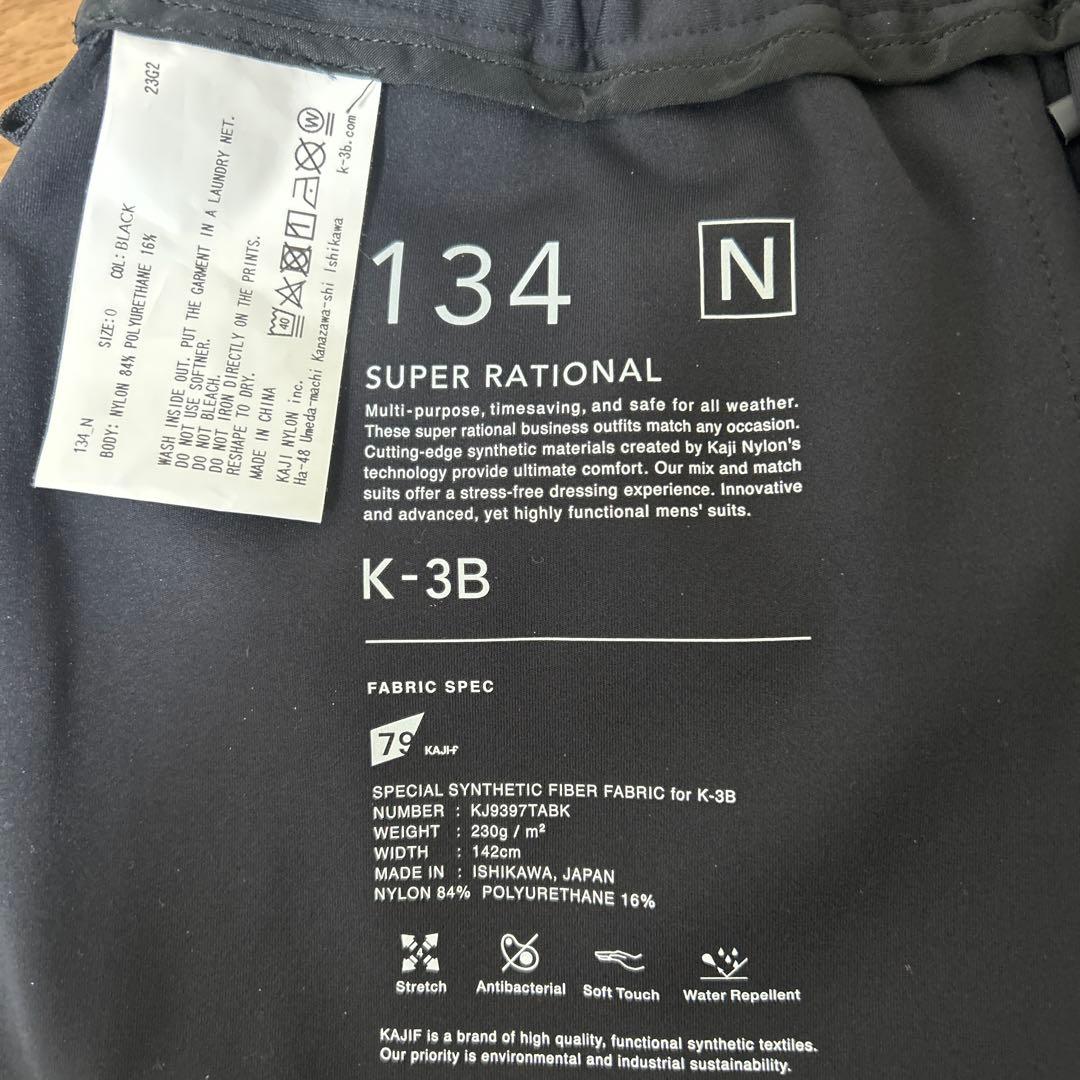 23G2
134_N
SIZE:0 COL:BLACK
BODY: NYLON 84% POLYURETHANE 16%
WASH INSIDE OUT. PUT THE GARMENT IN A LAUNDRY NET.
DO NOT USE SOFTNER.
DO NOT BLEACH.
DO NOT IRON DIRECTLY ON THE PRINTS.
RESHAPE TO DRY.
MADE IN CHINA
40
W
KAJI NYLON inc.
Ha-48 Umeda-machi Kanazawa-shi Ishikawa
k-3b.com
134 N
SUPER RATIONAL
Multi-purpose, timesaving, and safe for all weather.
These super rational business outfits match any occasion.
Cutting-edge synthetic materials created by Kaji Nylon's
technology provide ultimate comfort. Our mix and match
suits offer a stress-free dressing experience. Innovative
and advanced, yet highly functional mens' suits.
K-3B
FABRIC SPEC
79 KAJIF
SPECIAL SYNTHETIC FIBER FABRIC for K-3B
NUMBER : KJ9397TABK
WEIGHT : 230g / m²
WIDTH : 142cm
MADE IN : ISHIKAWA, JAPAN
NYLON 84% POLYURETHANE 16%
4
Stretch Antibacterial Soft Touch Water Repellent
KAJIF is a brand of high quality, functional synthetic textiles.
Our priority is environmental and industrial sustainability.